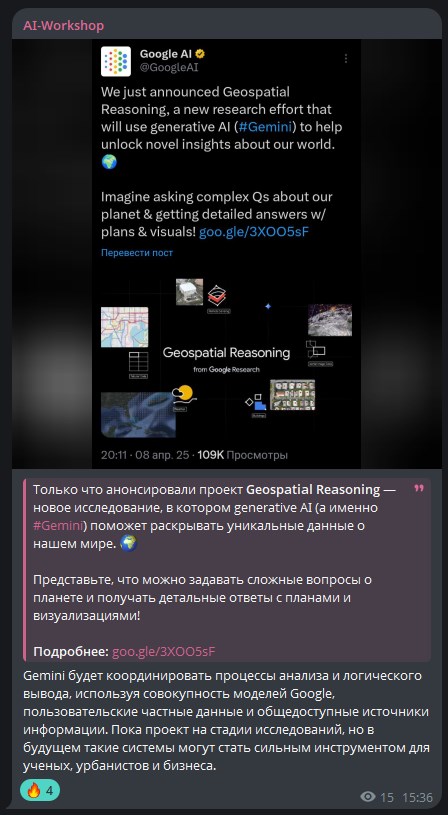 AI-Workshop
Google AI
@GoogleAI
We just announced Geospatial
Reasoning, a new research effort that
will use generative AI (#Gemini) to help
unlock novel insights about our world.
🌍
Imagine asking complex Qs about our
planet & getting detailed answers w/
plans & visuals! goo.gle/3XOO5sF
Перевести пост
Geospatial Reasoning
from Google Research
20:11 · 08 апр. 25 · 109K Просмотры
Только что анонсировали проект Geospatial Reasoning —
новое исследование, в котором generative AI (а именно
#Gemini) поможет раскрывать уникальные данные о
нашем мире. 🌍
Представьте, что можно задавать сложные вопросы о
планете и получать детальные ответы с планами и
визуализациями!
Подробнее: goo.gle/3XOO5sF
Gemini будет координировать процессы анализа и логического
вывода, используя совокупность моделей Google,
пользовательские частные данные и общедоступные источники
информации. Пока проект на стадии исследований, но в
будущем такие системы могут стать сильным инструментом для
ученых, урбанистов и бизнеса.
🔥 4
15 15:36